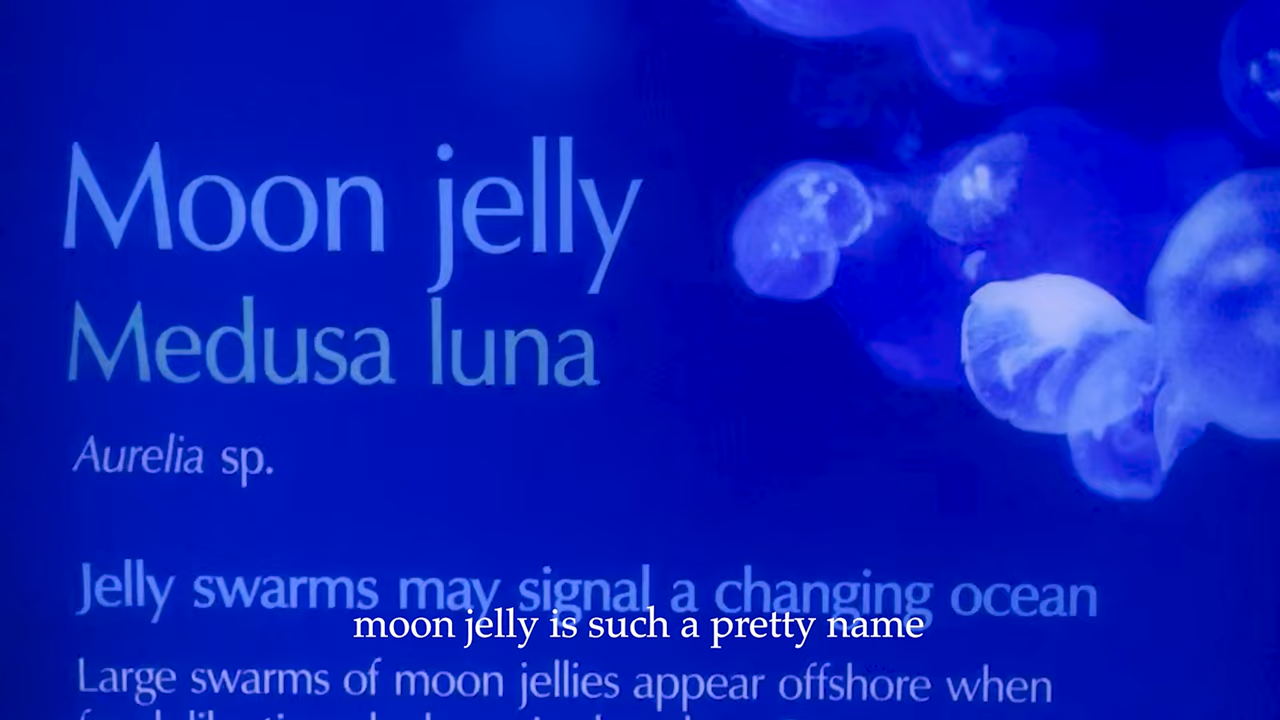 Moon jelly
Medusa luna
Aurelia sp.
Jelly swarms may signal a changing ocean
moon jelly is such a pretty name
Large swarms of moon jellies appear offshore when